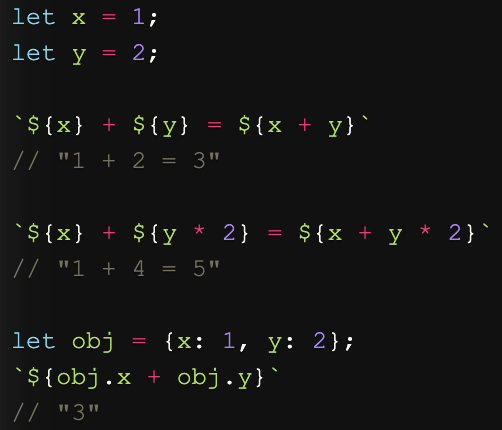 let x = 1;
let y = 2;
`${x} + ${y} = ${x + y}`
// "1 + 2 = 3"
`${x} + ${y * 2} = ${x + y * 2}`
// "1 + 4 = 5"
let obj = {x: 1, y: 2};
`${obj.x + obj.y}`
// "3"